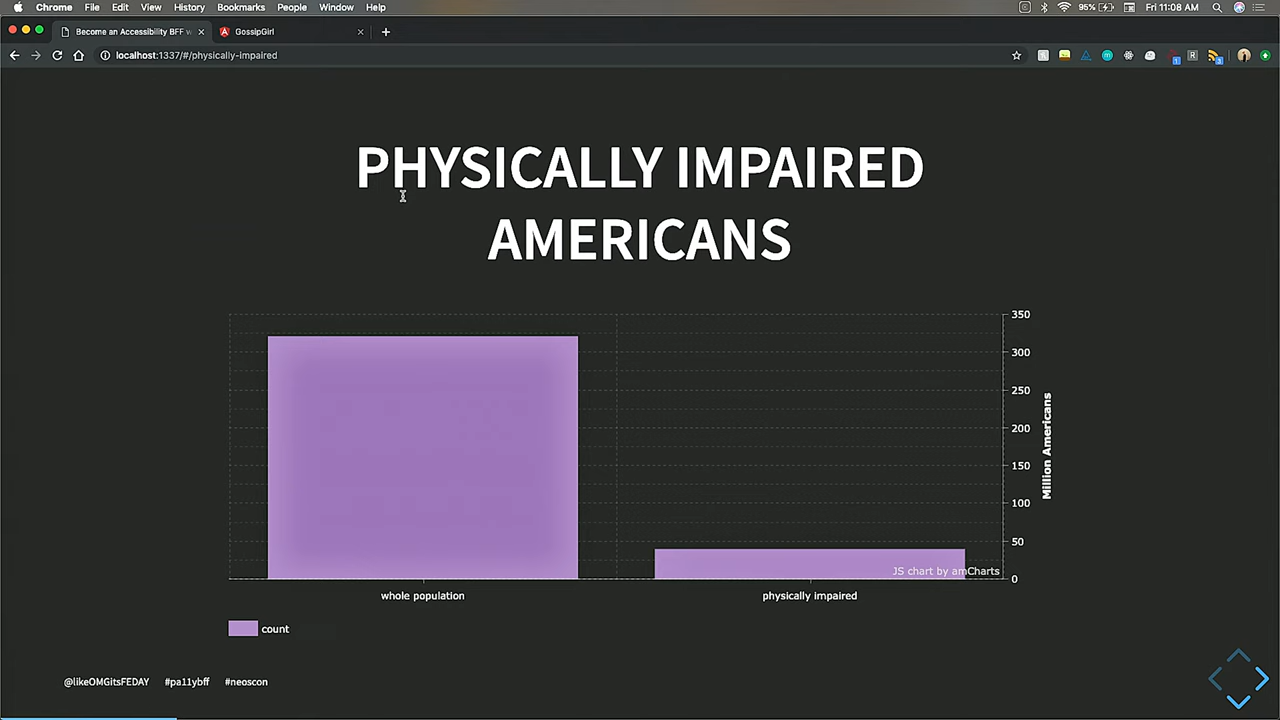 Chrome File Edit View History Bookmarks People Window Help 95% Fri 11:08 AM
Become an Accessibility BFF GossipGirl
localhost:1337/#/physically-impaired
PHYSICALLY IMPAIRED
AMERICANS
350
300
250
200
150
100
50
0
Million Americans
JS chart by amCharts
whole population physically impaired
count
@likeOMGitsFEDAY #pa11ybff #neoscon